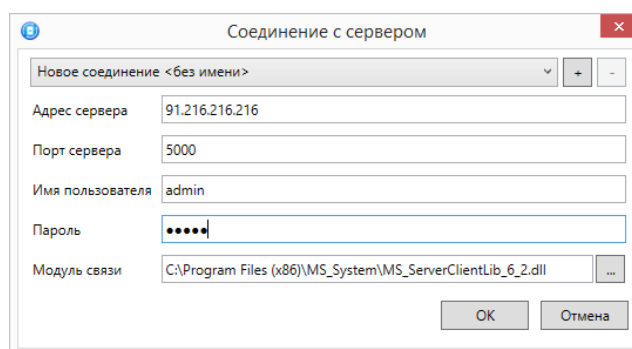 Соединение с сервером
Новое соединение <без имени>
+ -
Адрес сервера 91.216.216.216
Порт сервера 5000
Имя пользователя admin
Пароль •••••
Модуль связи C:\Program Files (x86)\MS_System\MS_ServerClientLib_6_2.dll ...
OK Отмена